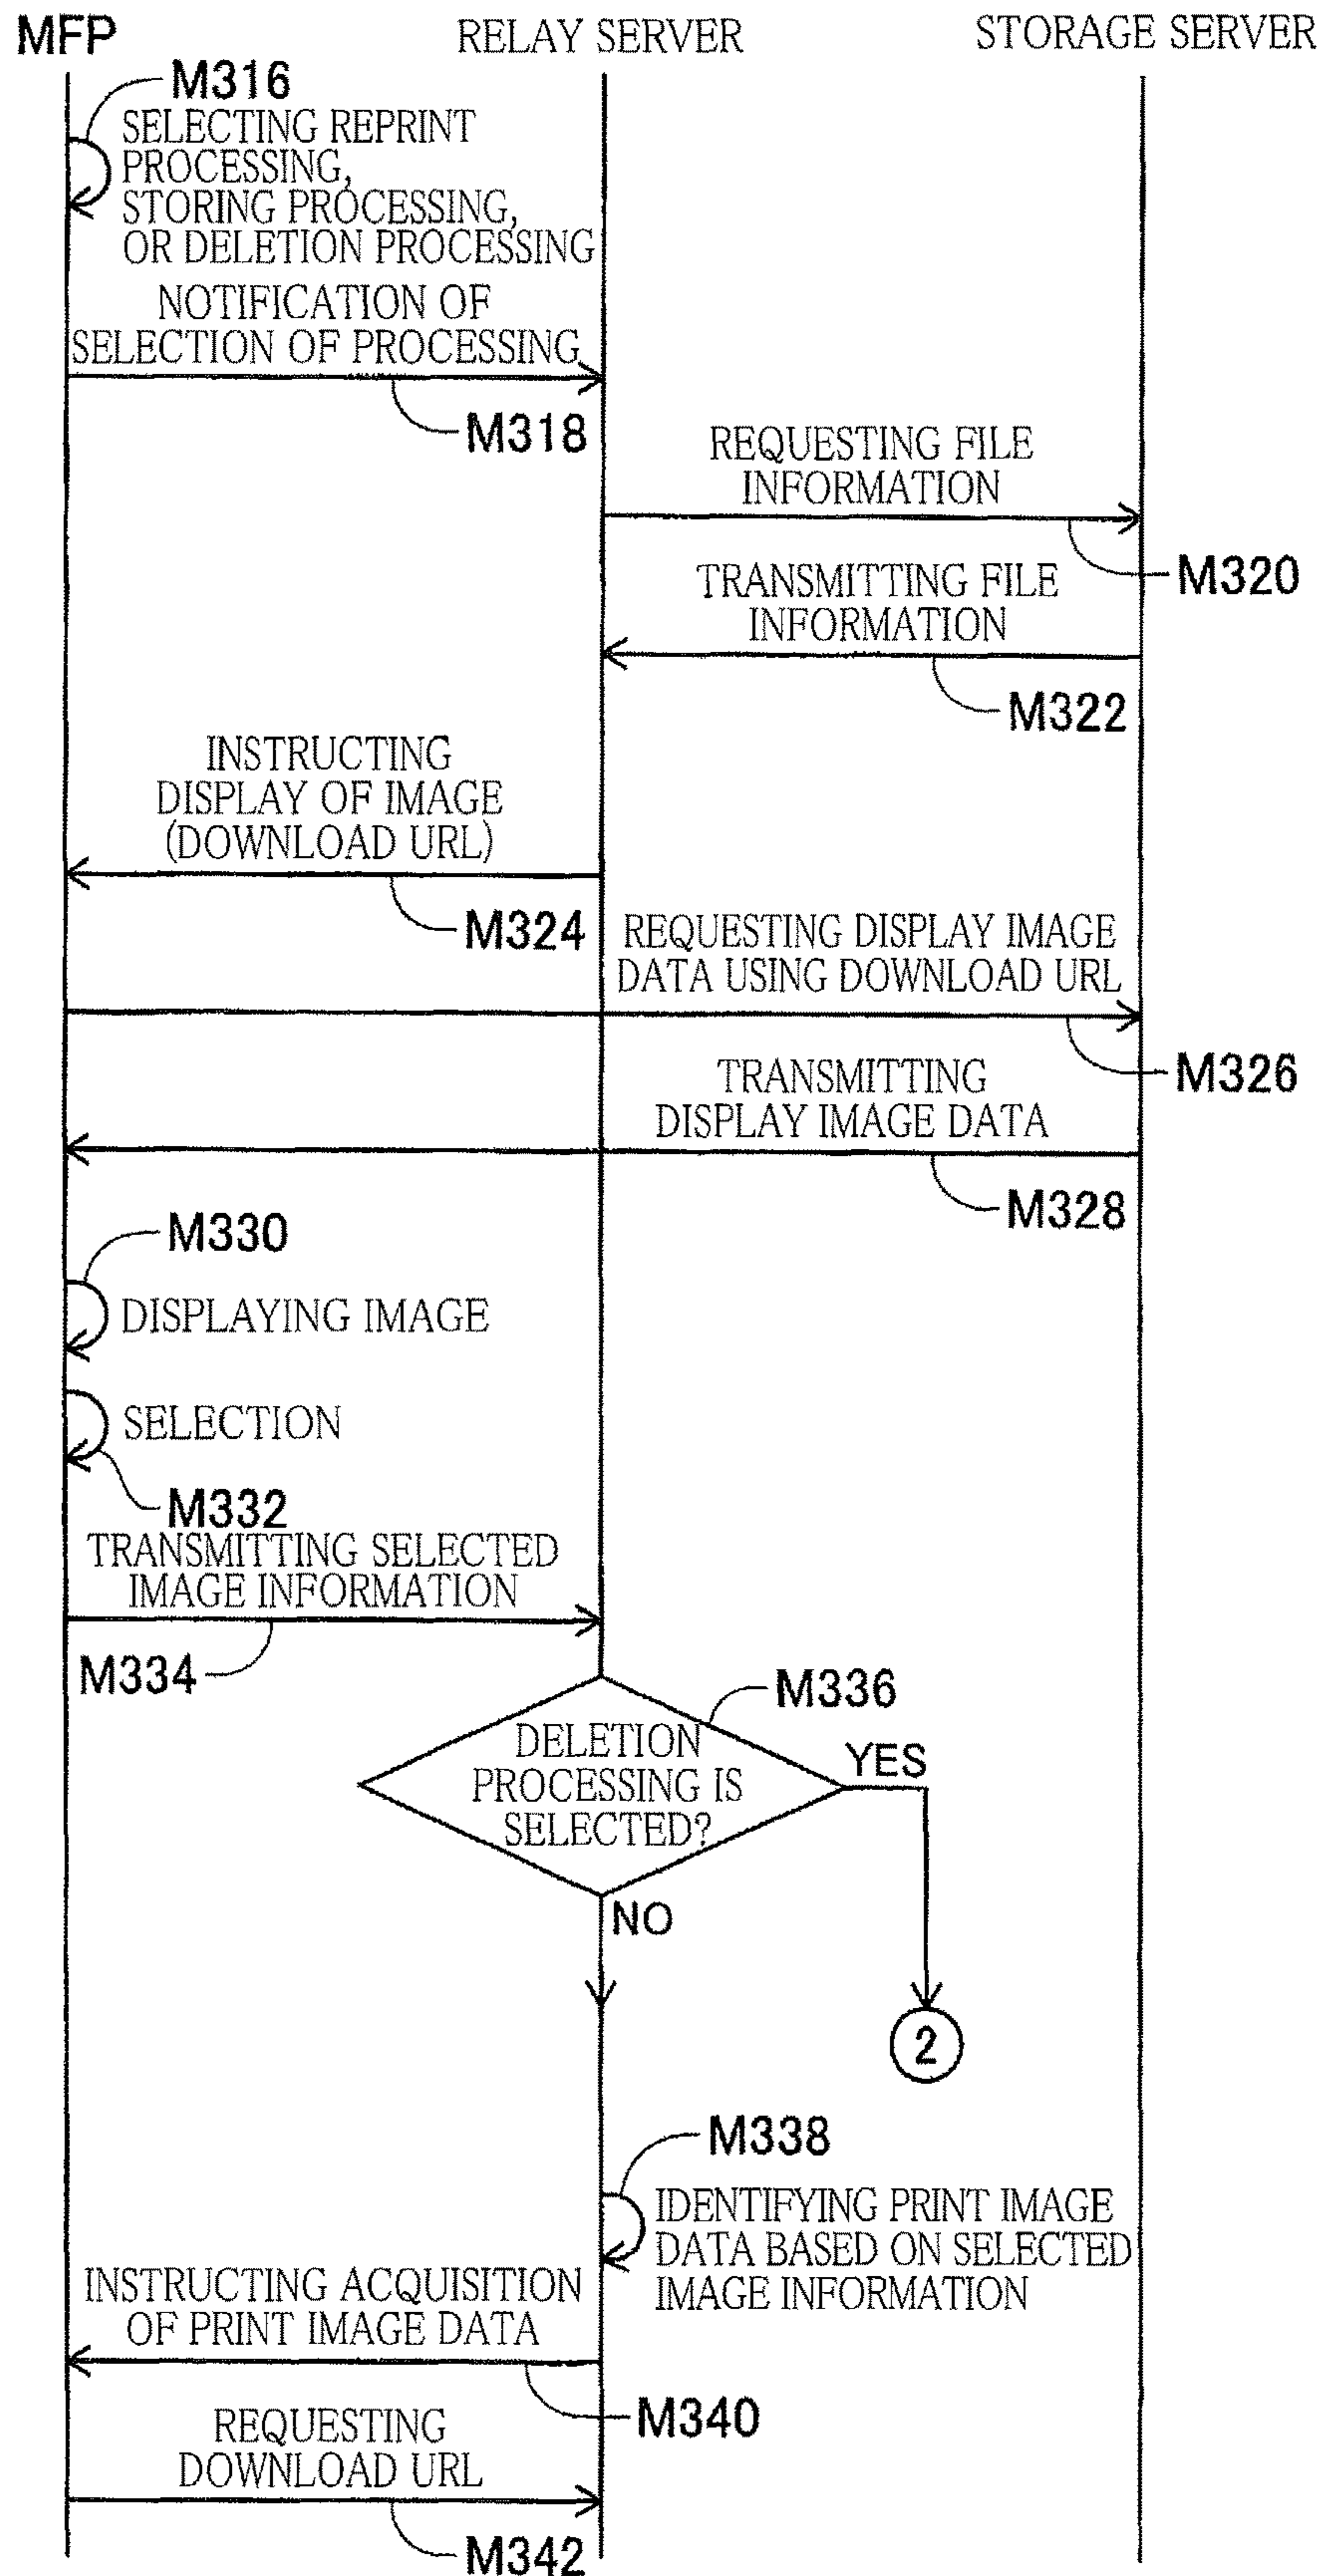 MFP
RELAY SERVER
STORAGE SERVER
M316
SELECTING REPRINT
PROCESSING,
STORING PROCESSING,
OR DELETION PROCESSING
NOTIFICATION OF
SELECTION OF PROCESSING
M318
REQUESTING FILE
INFORMATION
M320
TRANSMITTING FILE
INFORMATION
M322
INSTRUCTING
DISPLAY OF IMAGE
(DOWNLOAD URL)
M324
REQUESTING DISPLAY IMAGE
DATA USING DOWNLOAD URL
M326
TRANSMITTING
DISPLAY IMAGE DATA
M328
M330
DISPLAYING IMAGE
SELECTION
M332
TRANSMITTING SELECTED
IMAGE INFORMATION
M334
M336
DELETION
PROCESSING IS
SELECTED?
YES
NO
2
M338
IDENTIFYING PRINT IMAGE
DATA BASED ON SELECTED
IMAGE INFORMATION
INSTRUCTING ACQUISITION
OF PRINT IMAGE DATA
M340
REQUESTING
DOWNLOAD URL
M342